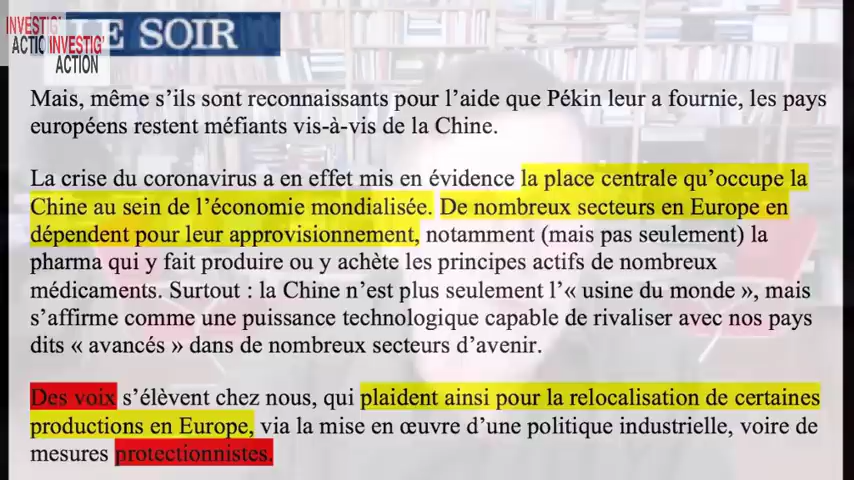 INVESTIG'
ACTIO
INVESTIG'
ACTION
LE SOIR
Mais, même s'ils sont reconnaissants pour l'aide que Pékin leur a fournie, les pays
européens restent méfiants vis-à-vis de la Chine.
La crise du coronavirus a en effet mis en évidence la place centrale qu'occupe la
Chine au sein de l'économie mondialisée. De nombreux secteurs en Europe en
dépendent pour leur approvisionnement, notamment (mais pas seulement) la
pharma qui y fait produire ou y achète les principes actifs de nombreux
médicaments. Surtout : la Chine n'est plus seulement l'« usine du monde », mais
s'affirme comme une puissance technologique capable de rivaliser avec nos pays
dits « avancés » dans de nombreux secteurs d'avenir.
Des voix s'élèvent chez nous, qui plaident ainsi pour la relocalisation de certaines
productions en Europe, via la mise en œuvre d'une politique industrielle, voire de
mesures protectionnistes.